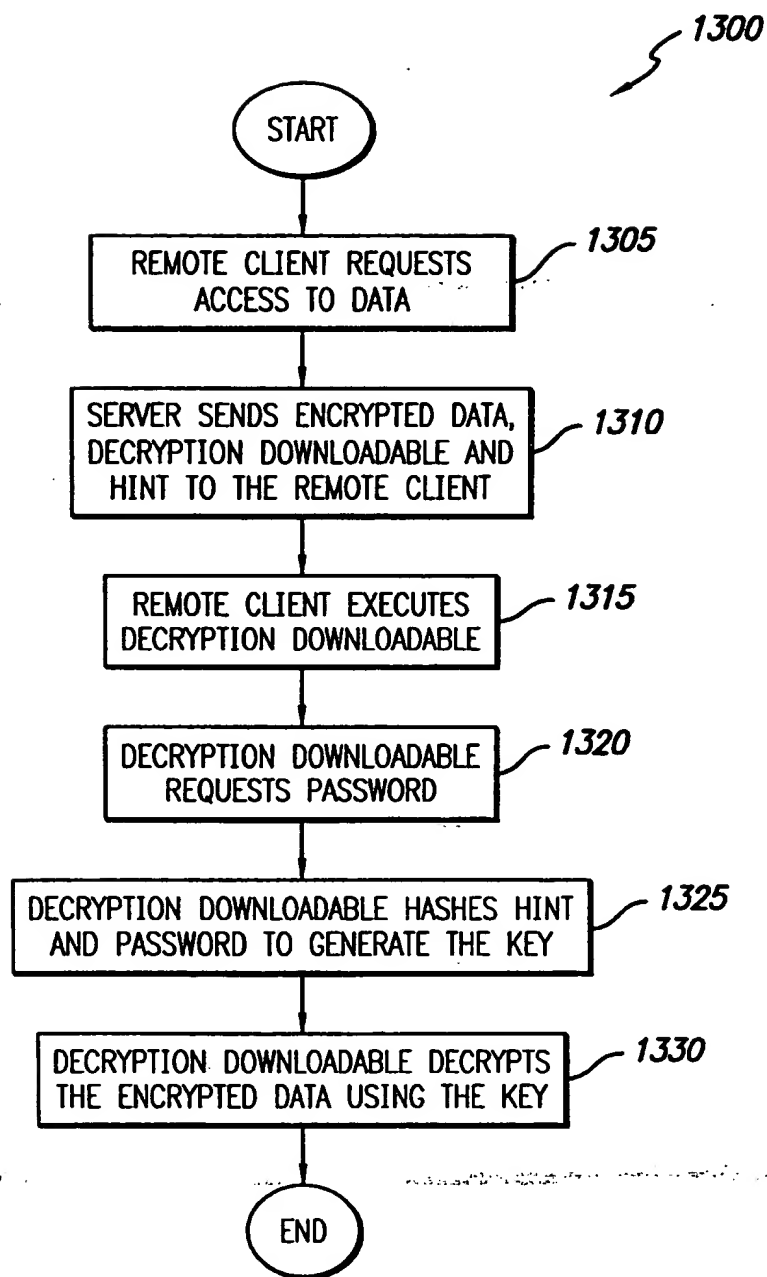 1300
START
REMOTE CLIENT REQUESTS
ACCESS TO DATA
1305
SERVER SENDS ENCRYPTED DATA,
DECRYPTION DOWNLOADABLE AND
HINT TO THE REMOTE CLIENT
1310
REMOTE CLIENT EXECUTES
DECRYPTION DOWNLOADABLE
1315
DECRYPTION DOWNLOADABLE
REQUESTS PASSWORD
1320
DECRYPTION DOWNLOADABLE HASHES HINT
AND PASSWORD TO GENERATE THE KEY
1325
DECRYPTION DOWNLOADABLE DECRYPTS
THE ENCRYPTED DATA USING THE KEY
1330
END